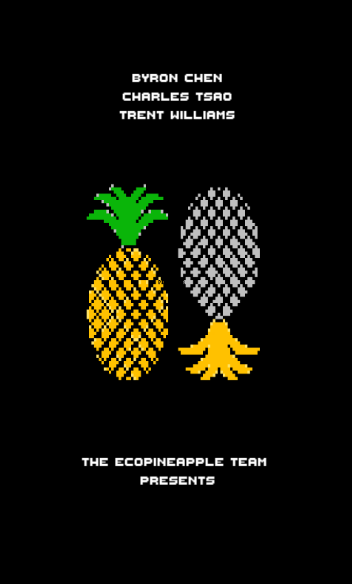 BYRON CHEN
CHARLES TSAO
TRENT WILLIAMS
THE ECOPINEAPPLE TEAM
PRESENTS